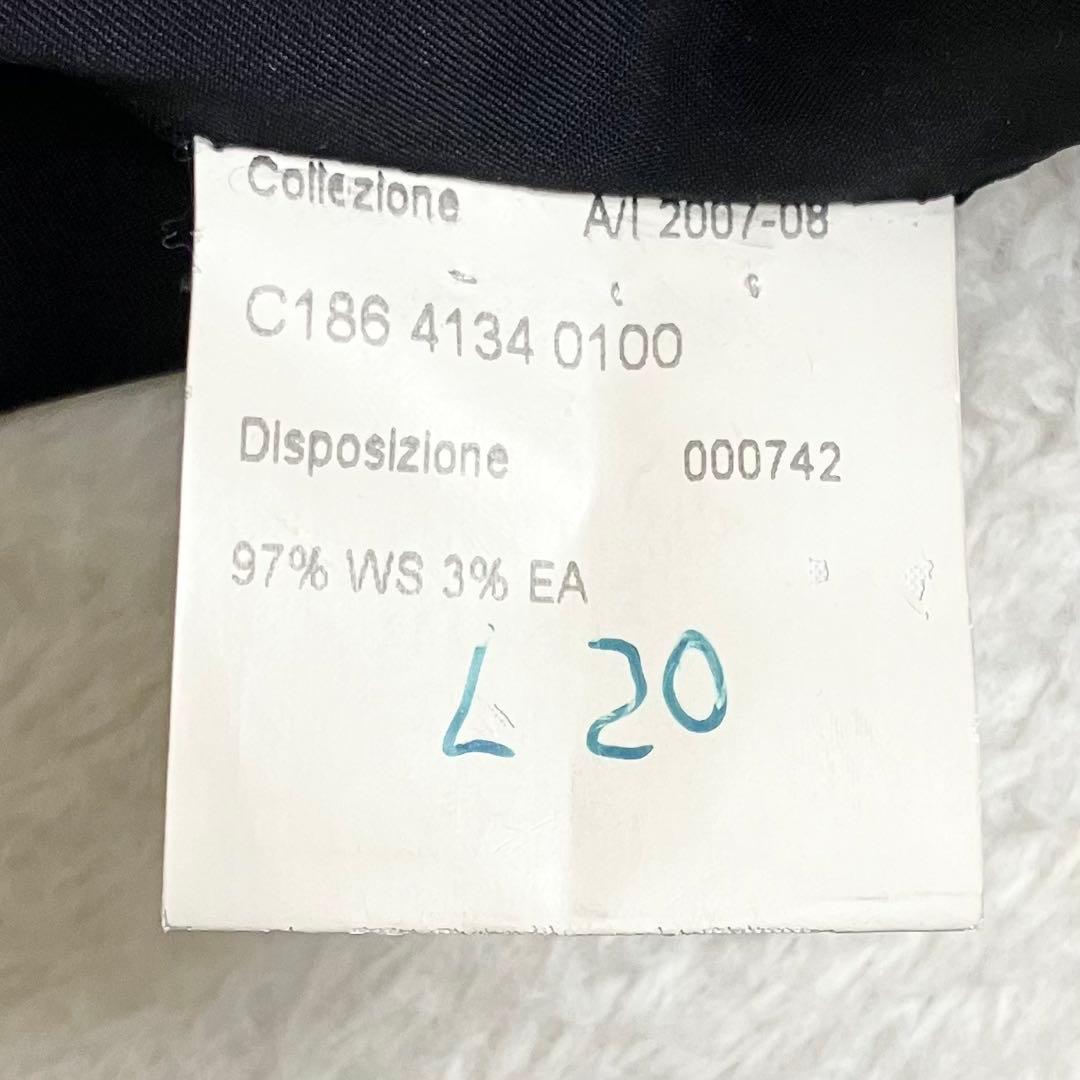 Collezione A/I 2007-08
C186 4134 0100
Disposizione 000742
97% WS 3% EA
L 20